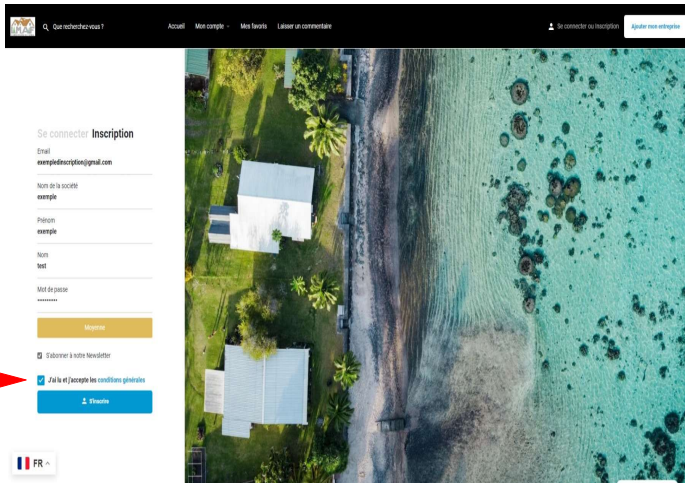 Que recherchez-vous ?
Accueil Mon compte Mes favoris Laisser un commentaire
Se connecter ou Inscription
Ajouter mon entreprise
Se connecter Inscription
Email
exempledinscription@gmail.com
Nom de la société
exemple
Prénom
exemple
Nom
test
Mot de passe
Moyenne
S'abonner à notre Newsletter
J'ai lu et j'accepte les conditions générales
S'inscrire
FR